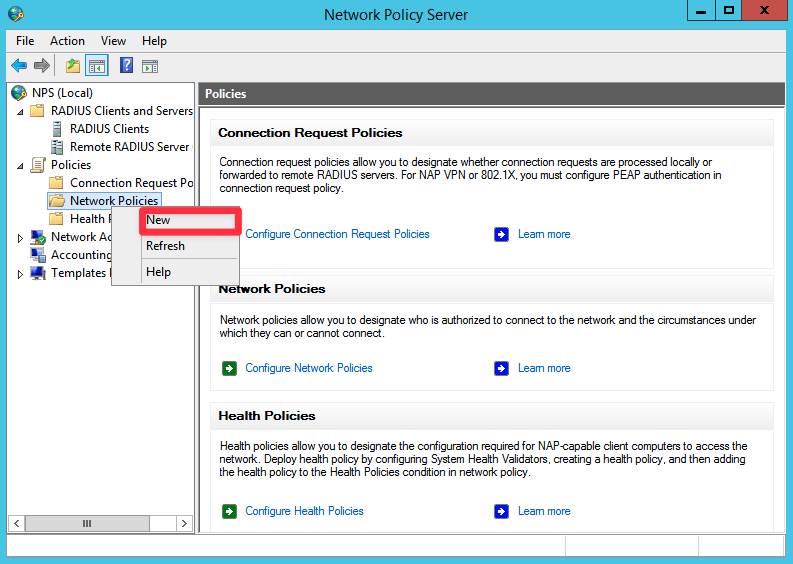 Network Policy Server
File Action View Help
NPS (Local)
RADIUS Clients and Servers
RADIUS Clients
Remote RADIUS Server
Policies
Connection Request Po
Network Policies
Health
Network
Accounting
Templates
New
Refresh
Help
Policies
Connection Request Policies
Connection request policies allow you to designate whether connection requests are processed locally or
forwarded to remote RADIUS servers. For NAP VPN or 802.1X, you must configure PEAP authentication in
connection request policy.
Configure Connection Request Policies Learn more
Network Policies
Network policies allow you to designate who is authorized to connect to the network and the circumstances under
which they can or cannot connect.
Configure Network Policies Learn more
Health Policies
Health policies allow you to designate the configuration required for NAP-capable client computers to access the
network. Deploy health policy by configuring System Health Validators, creating a health policy, and then adding
the health policy to the Health Policies condition in network policy.
Configure Health Policies Learn more